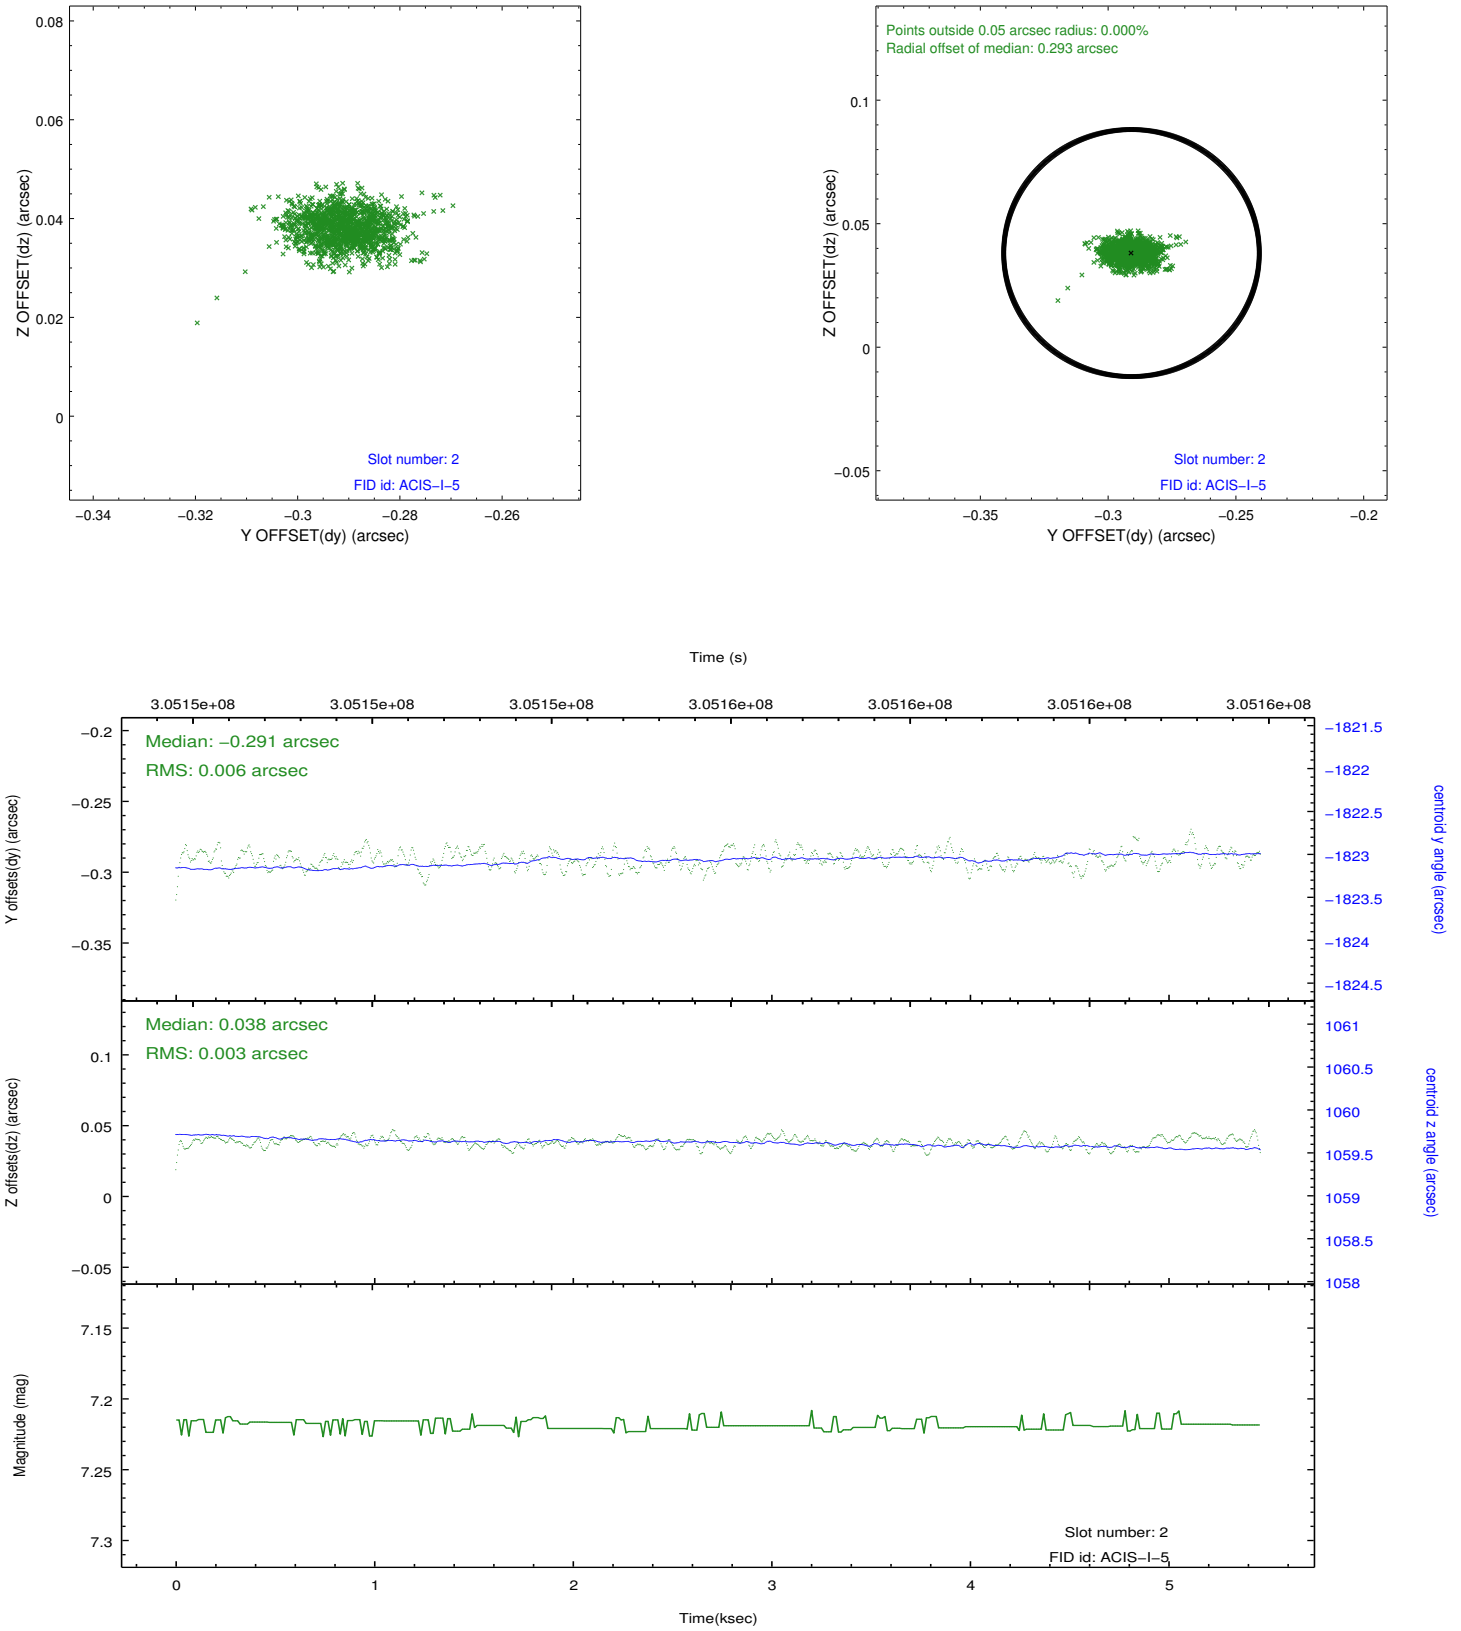 0.08
0.06
0.04
0.02
0
Z OFFSET(dz) (arcsec)
Slot number: 2
FID id: ACIS−I−5
−0.34 −0.32 −0.3 −0.28 −0.26
Y OFFSET(dy) (arcsec)
Points outside 0.05 arcsec radius: 0.000%
Radial offset of median: 0.293 arcsec
0.1
0.05
0
−0.05
Z OFFSET(dz) (arcsec)
Slot number: 2
FID id: ACIS−I−5
−0.35 −0.3 −0.25 −0.2
Y OFFSET(dy) (arcsec)
Time (s)
3.0515e+08 3.0515e+08 3.0515e+08 3.0516e+08 3.0516e+08 3.0516e+08 3.0516e+08
Median: −0.291 arcsec
RMS: 0.006 arcsec
−0.2
−0.25
−0.3
−0.35
Y offsets(dy) (arcsec)
−1821.5
−1822
−1822.5
−1823
−1823.5
−1824
−1824.5
centroid y angle (arcsec)
Median: 0.038 arcsec
RMS: 0.003 arcsec
0.1
0.05
0
−0.05
Z offsets(dz) (arcsec)
1061
1060.5
1060
1059.5
1059
1058.5
1058
centroid z angle (arcsec)
7.15
7.2
7.25
7.3
Magnitude (mag)
Slot number: 2
FID id: ACIS−I−5
0 1 2 3 4 5
Time(ksec)